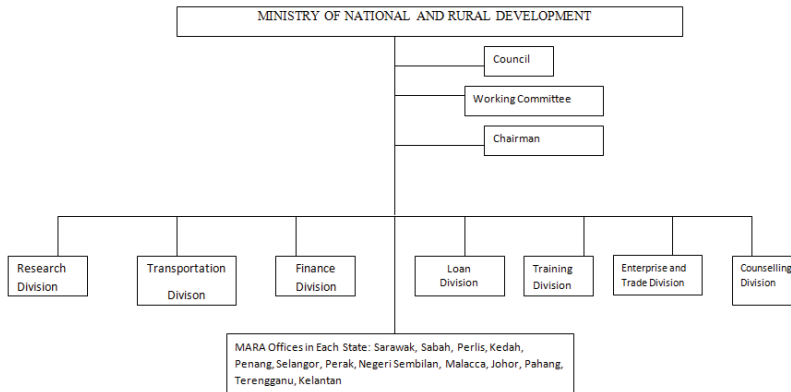 MINISTRY OF NATIONAL AND RURAL DEVELOPMENT
Council
Working Committee
Chairman
Research
Division
Transportation
Divison
Finance
Division
Loan
Division
Training
Division
Enterprise and
Trade Division
Counselling
Division
MARA Offices in Each State: Sarawak, Sabah, Perlis, Kedah,
Penang, Selangor, Perak, Negeri Sembilan, Malacca, Johor, Pahang,
Terengganu, Kelantan